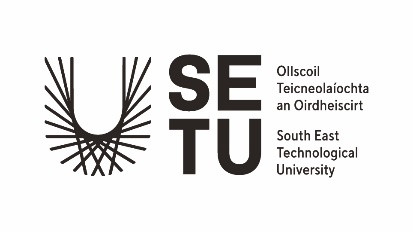 SE
TU
Ollscoil
Teicneolaíochta
an Oirdheiscirt
South East
Technological
University